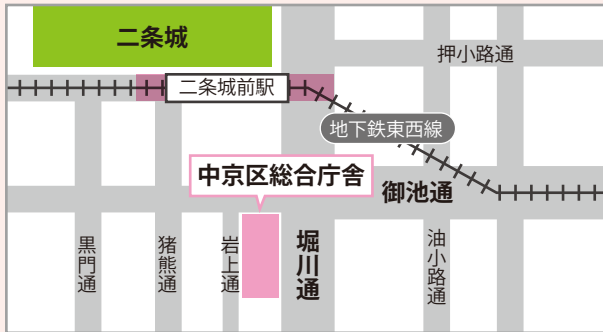 二条城
押小路通
二条城前駅
地下鉄東西線
中京区総合庁舎
御池通
黒門通
猪熊通
岩上通
堀川通
油小路通